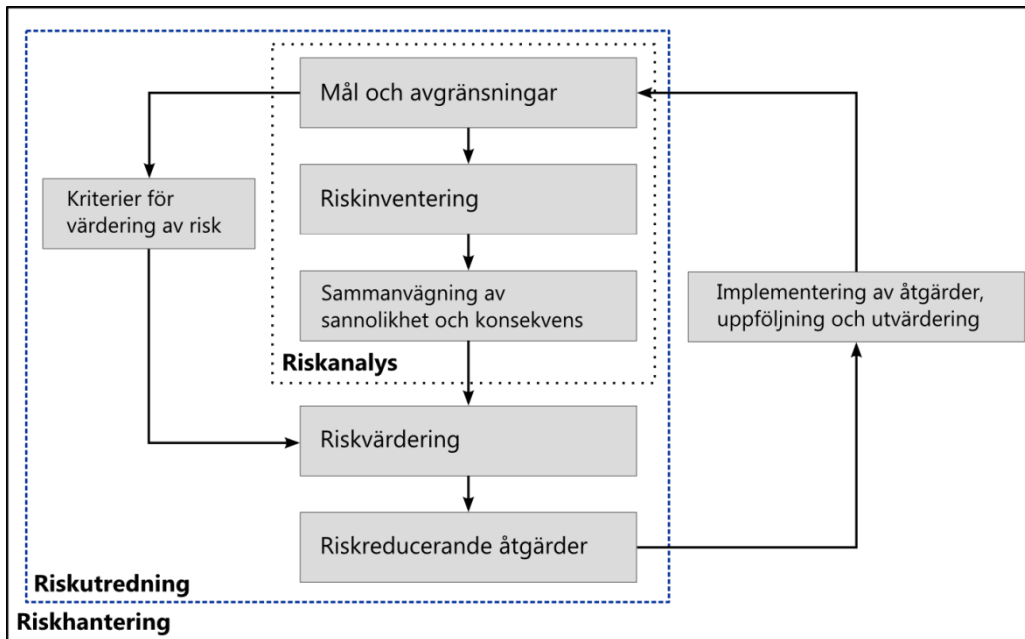 Mål och avgränsningar
Riskinventering
Kriterier för
värdering av risk
Sammanvägning av
sannolikhet och konsekvens
Implementering av åtgärder,
uppföljning och utvärdering
Riskanalys
Riskvärdering
Riskreducerande åtgärder
Riskutredning
Riskhantering